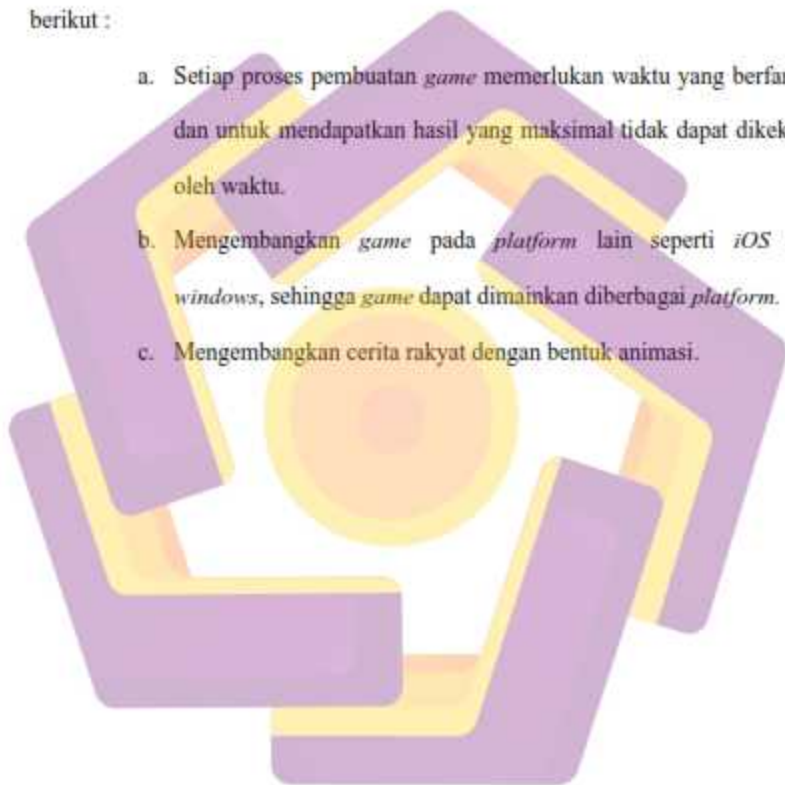 berikut :
a. Setiap proses pembuatan game memerlukan waktu yang
dan untuk mendapatkan hasil yang maksimal tidak dapat
oleh waktu.
b. Mengembangkan game pada platform lain seperti iOS
windows, sehingga game dapat dimainkan diberbagai platform.
c. Mengembangkan cerita rakyat dengan bentuk animasi.